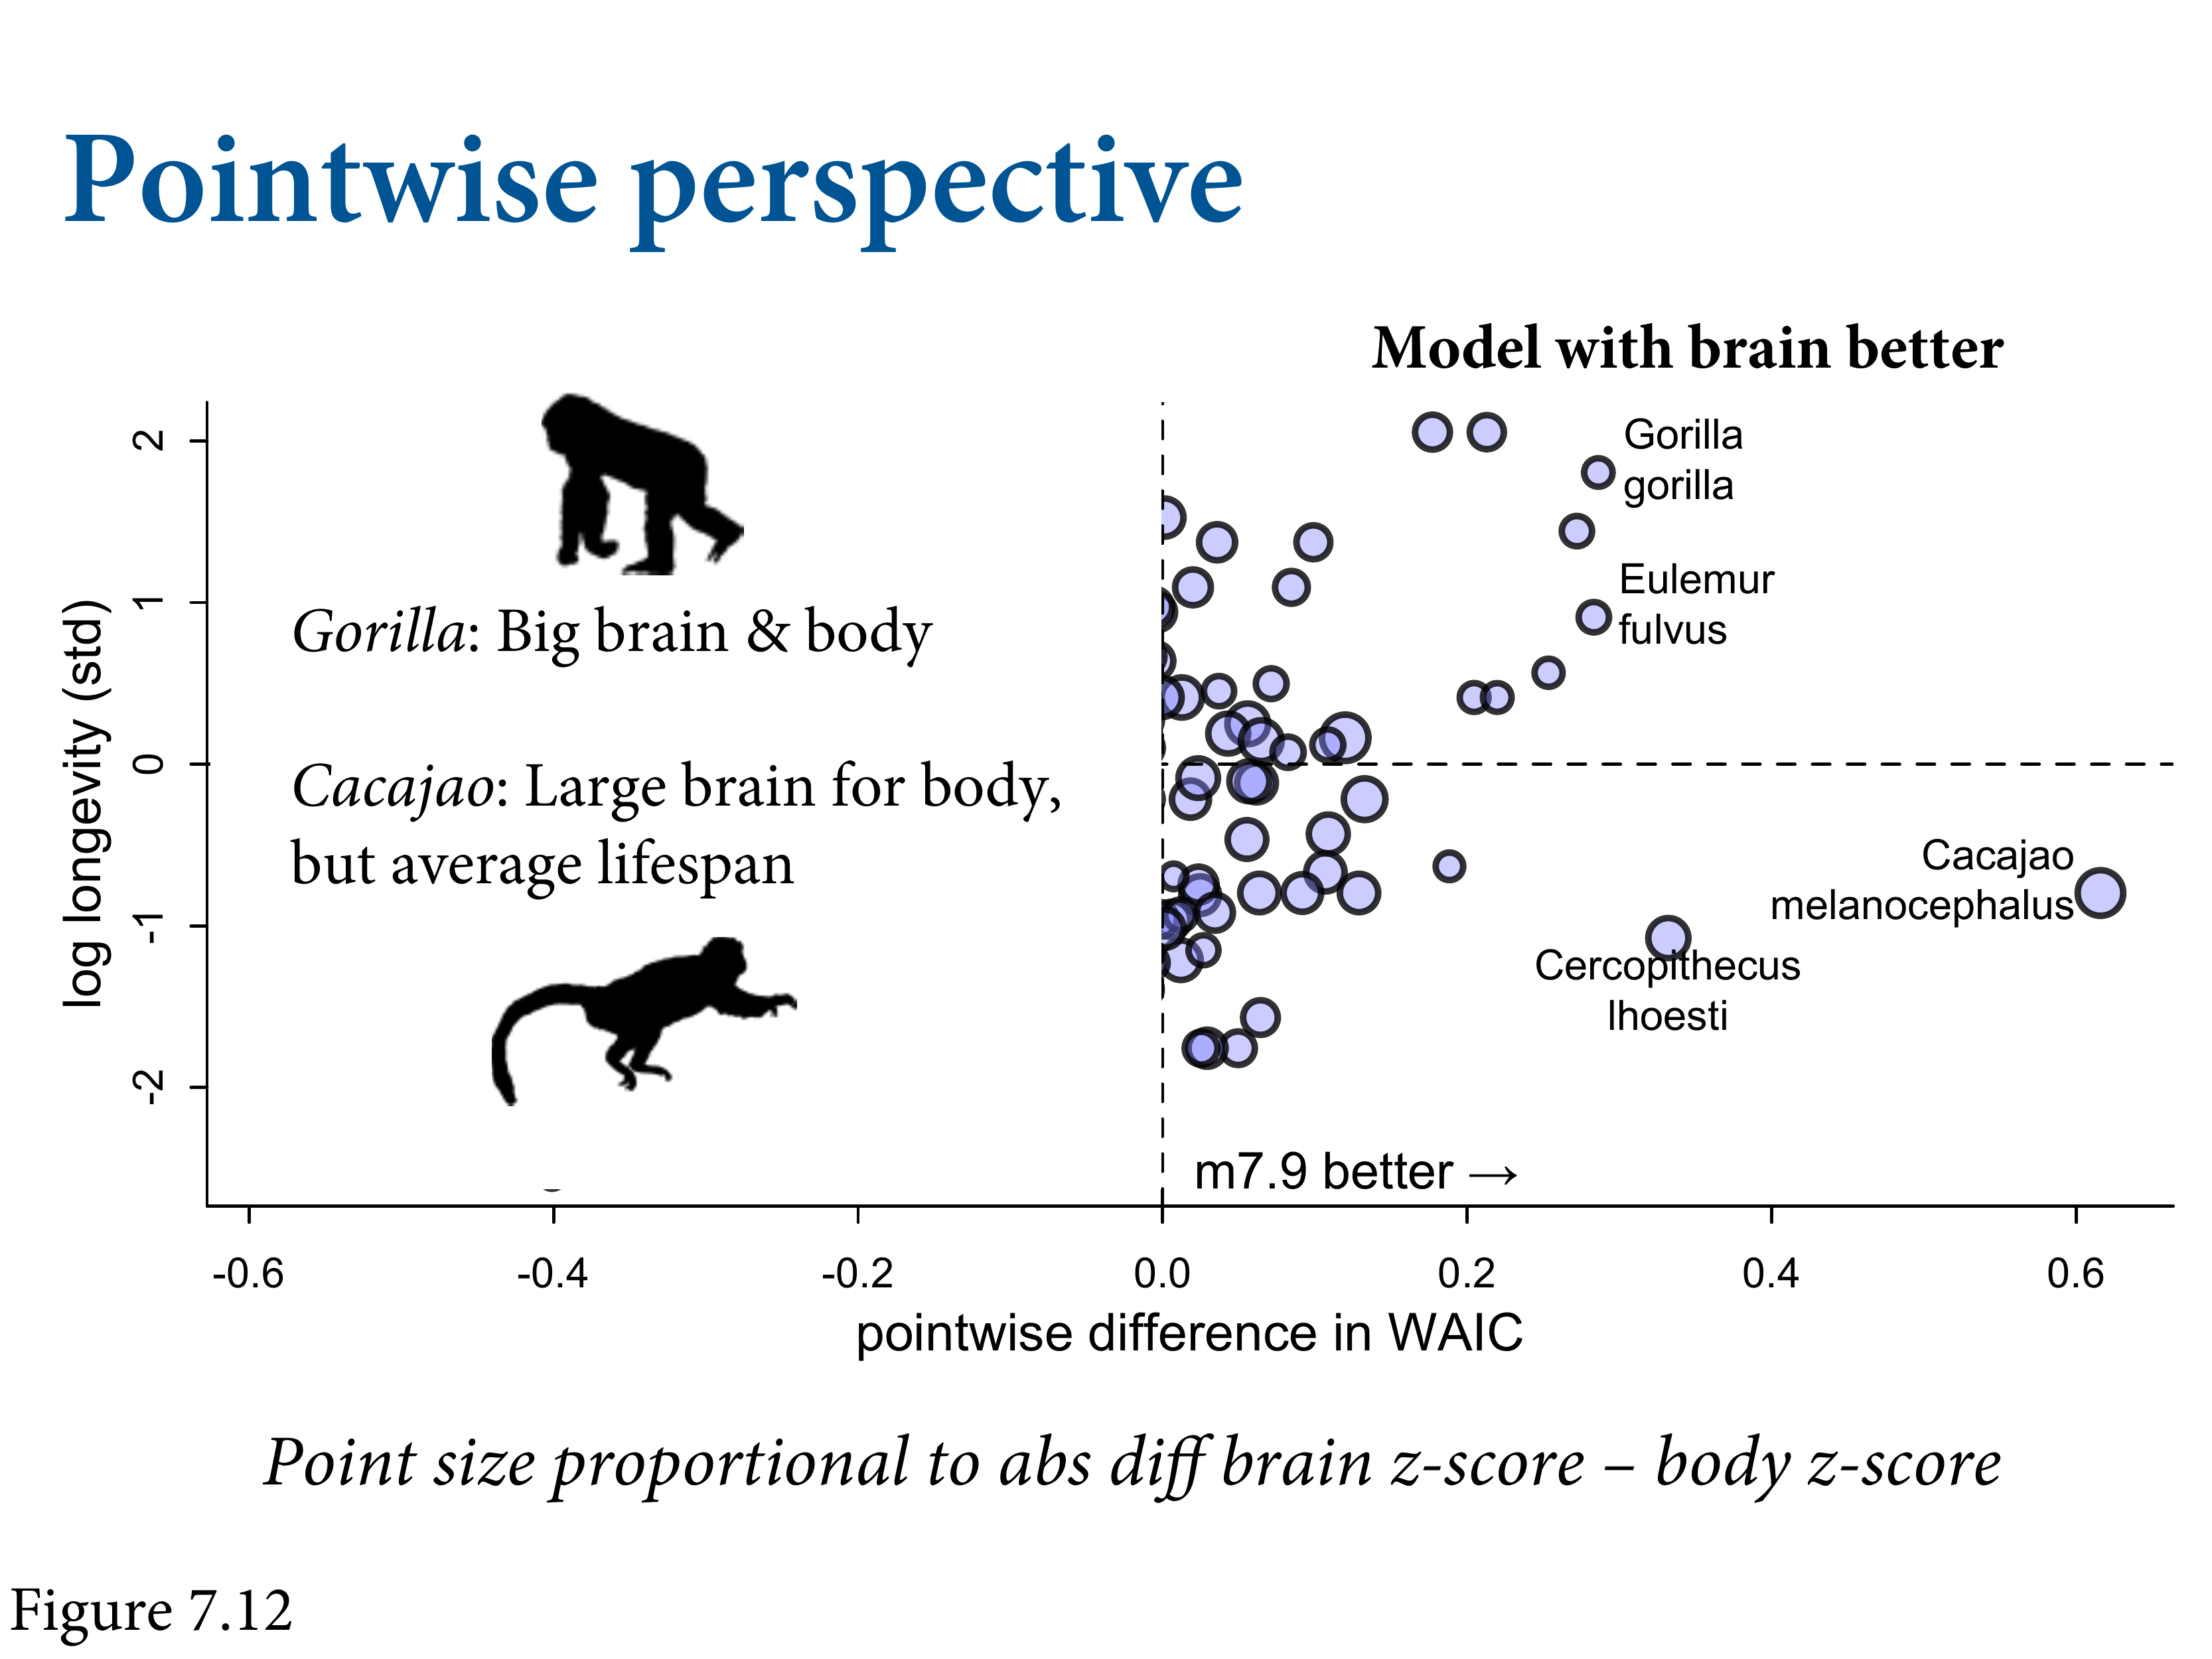 Pointwise perspective
Model with brain better
Gorilla
gorilla
Eulemur
fulvus
Gorilla: Big brain & body
Cacajao: Large brain for body,
but average lifespan
Cacajao
melanocephalus
Cercopithecus
lhoesti
log longevity (std)
2
1
0
-1
-2
m7.9 better →
-0.6
-0.4
-0.2
0.0
0.2
0.4
0.6
pointwise difference in WAIC
Point size proportional to abs diff brain z-score – body z-score
Figure 7.12